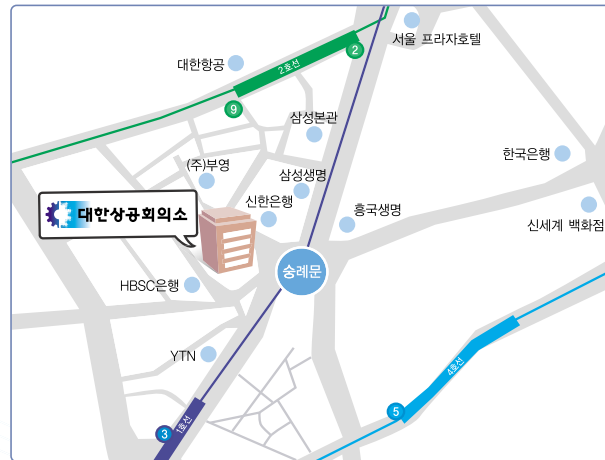 서울 프라자호텔
2
2호선
대한항공
9
삼성본관
한국은행
(주)부영
삼성생명
대한상공회의소
신한은행
흥국생명
신세계 백화점
숭례문
HBSC은행
YTN
4호선
5
1호선
3